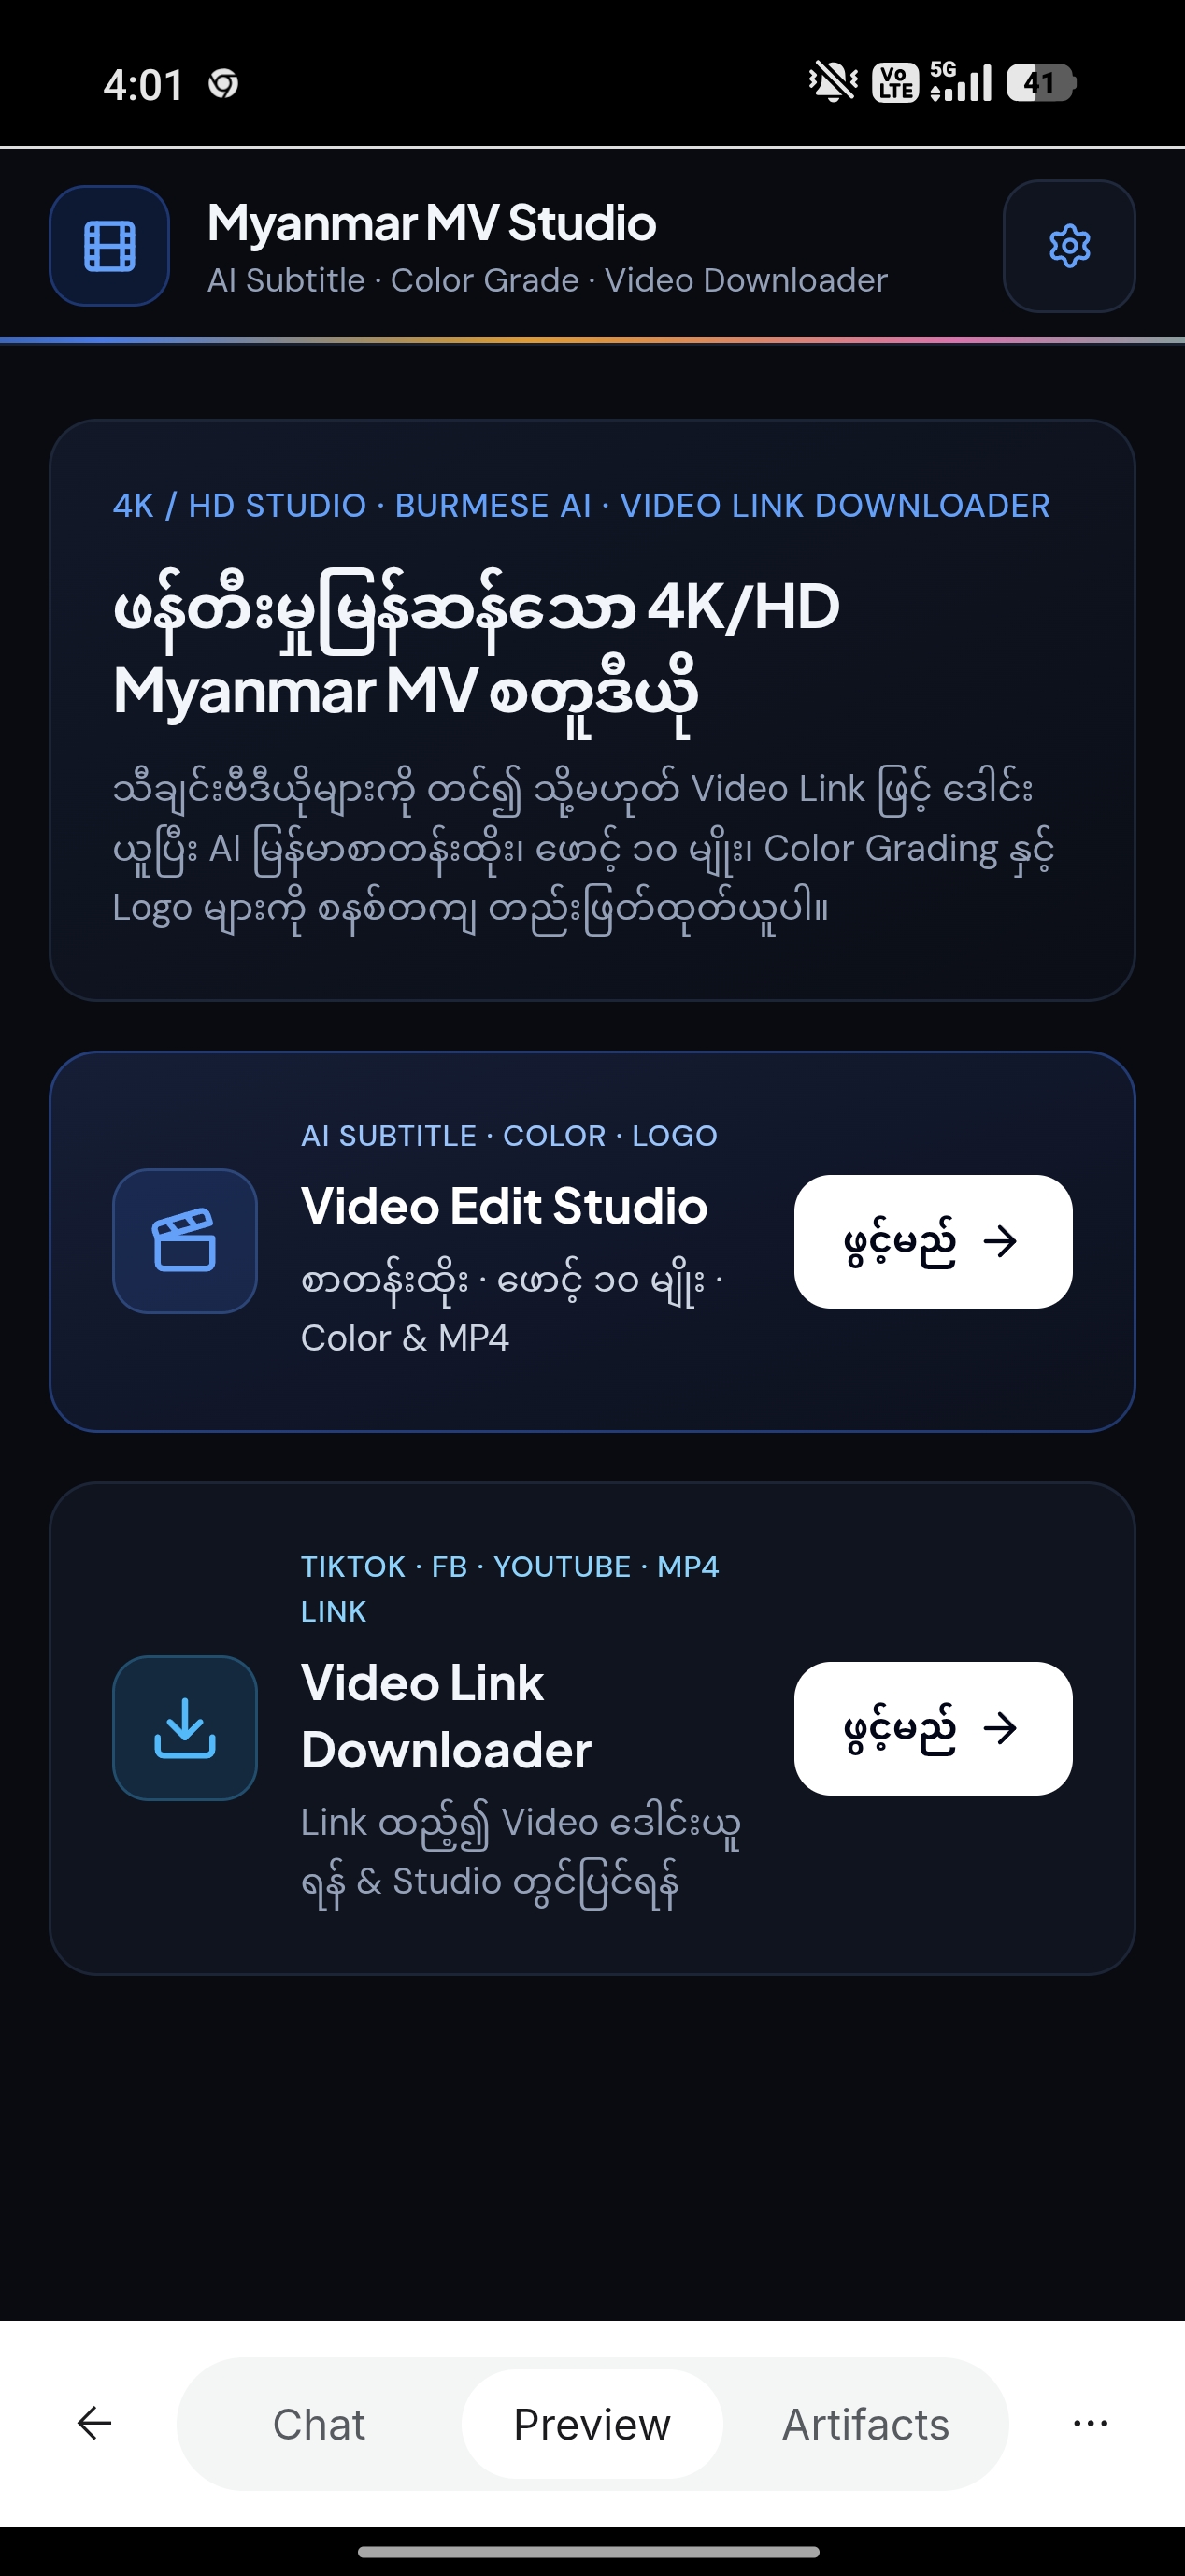 4:01
Vo LTE 5G 41
Myanmar MV Studio
AI Subtitle · Color Grade · Video Downloader
4K / HD STUDIO · BURMESE AI · VIDEO LINK DOWNLOADER
ဖန်တီးမှုမြန်ဆန်သော 4K/HD
Myanmar MV စတူဒီယို
သီချင်းဗီဒီယိုများကို တင်၍ သို့မဟုတ် Video Link ဖြင့် ဒေါင်း
ယူပြီး AI မြန်မာစာတန်းထိုး၊ ဖောင့် ၁၀ မျိုး၊ Color Grading နှင့်
Logo များကို စနစ်တကျ တည်းဖြတ်ထုတ်ယူပါ။
AI SUBTITLE · COLOR · LOGO
Video Edit Studio
စာတန်းထိုး · ဖောင့် ၁၀ မျိုး ·
Color & MP4
ဖွင့်မည်
TIKTOK · FB · YOUTUBE · MP4
LINK
Video Link
Downloader
Link ထည့်၍ Video ဒေါင်းယူ
ရန် & Studio တွင်ပြင်ရန်
ဖွင့်မည်
Chat Preview Artifacts